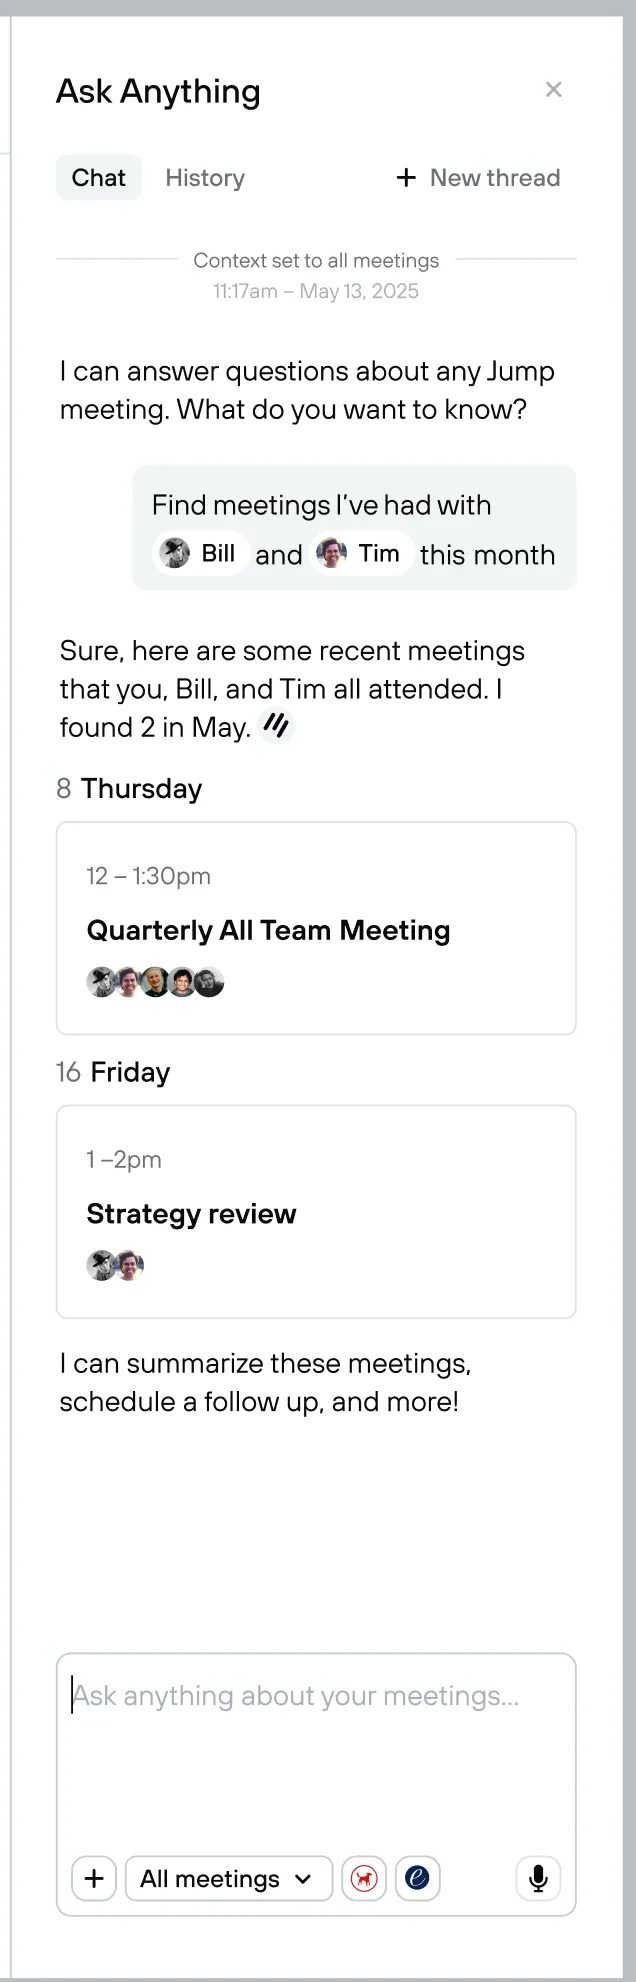 Ask Anything
Chat
History
New thread
Context set to all meetings
11:17am – May 13, 2025
I can answer questions about any Jump
meeting. What do you want to know?
Find meetings I've had with
Bill and Tim this month
Sure, here are some recent meetings
that you, Bill, and Tim all attended. I
found 2 in May.
8 Thursday
12 – 1:30pm
Quarterly All Team Meeting
16 Friday
1 –2pm
Strategy review
I can summarize these meetings,
schedule a follow up, and more!
Ask anything about your meetings...
All meetings
e